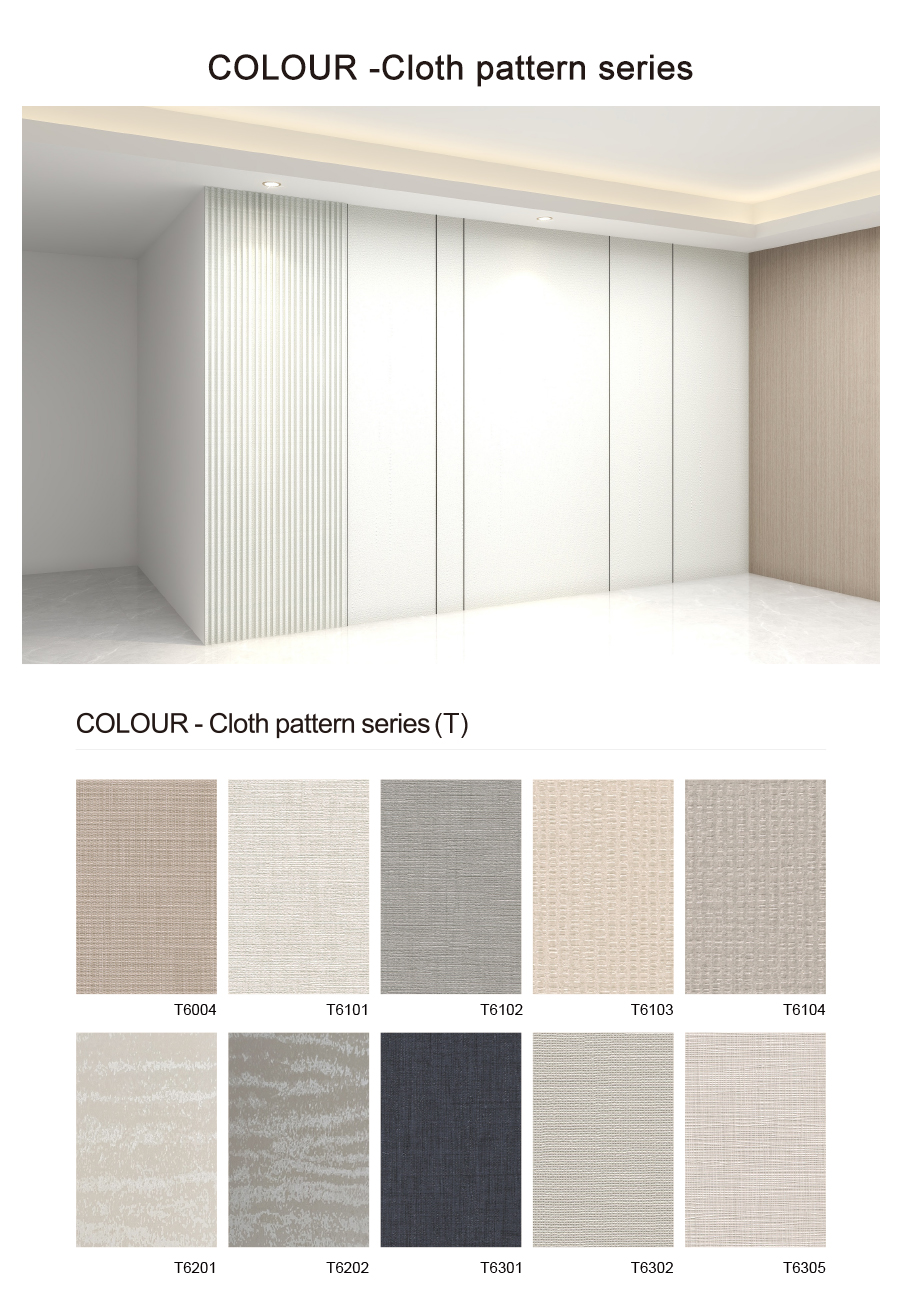 COLOUR -Cloth pattern series
COLOUR - Cloth pattern series (T)
T6004 T6101 T6102 T6103 T6104
T6201 T6202 T6301 T6302 T6305